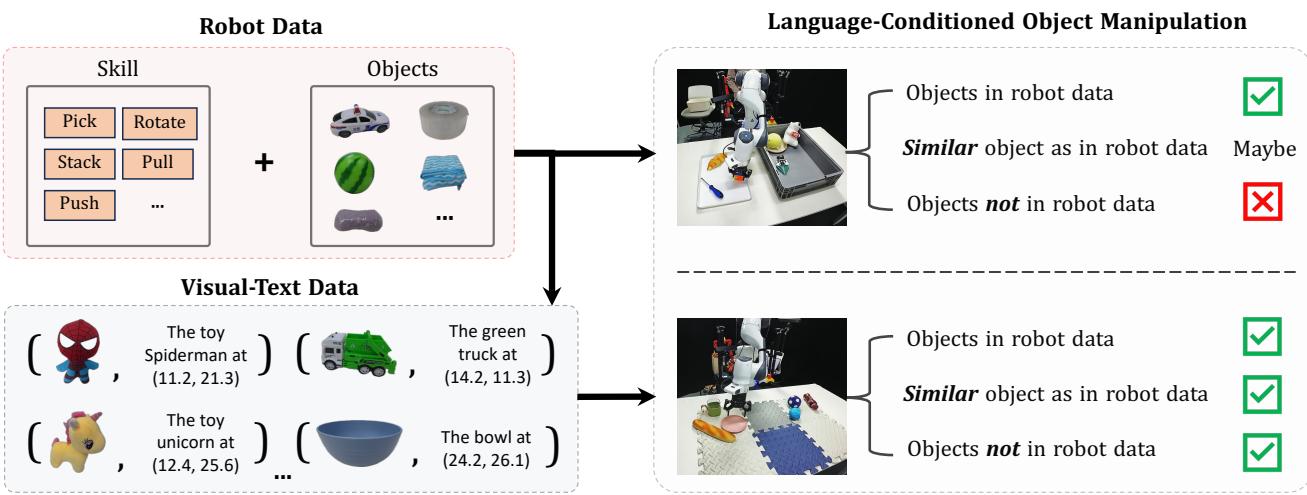 Robot Data
Skill
Objects
Pick
Rotate
Stack
Pull
Push
...
+
...
Visual-Text Data
( , The toy
Spiderman at
(11.2, 21.3) )
( , The green
truck at
(14.2, 11.3) )
( , The toy
unicorn at
(12.4, 25.6) )
( , The bowl at
(24.2, 26.1) )
...
Language-Conditioned Object Manipulation
Objects in robot data
Similar object as in robot data Maybe
Objects not in robot data
Objects in robot data
Similar object as in robot data
Objects not in robot data